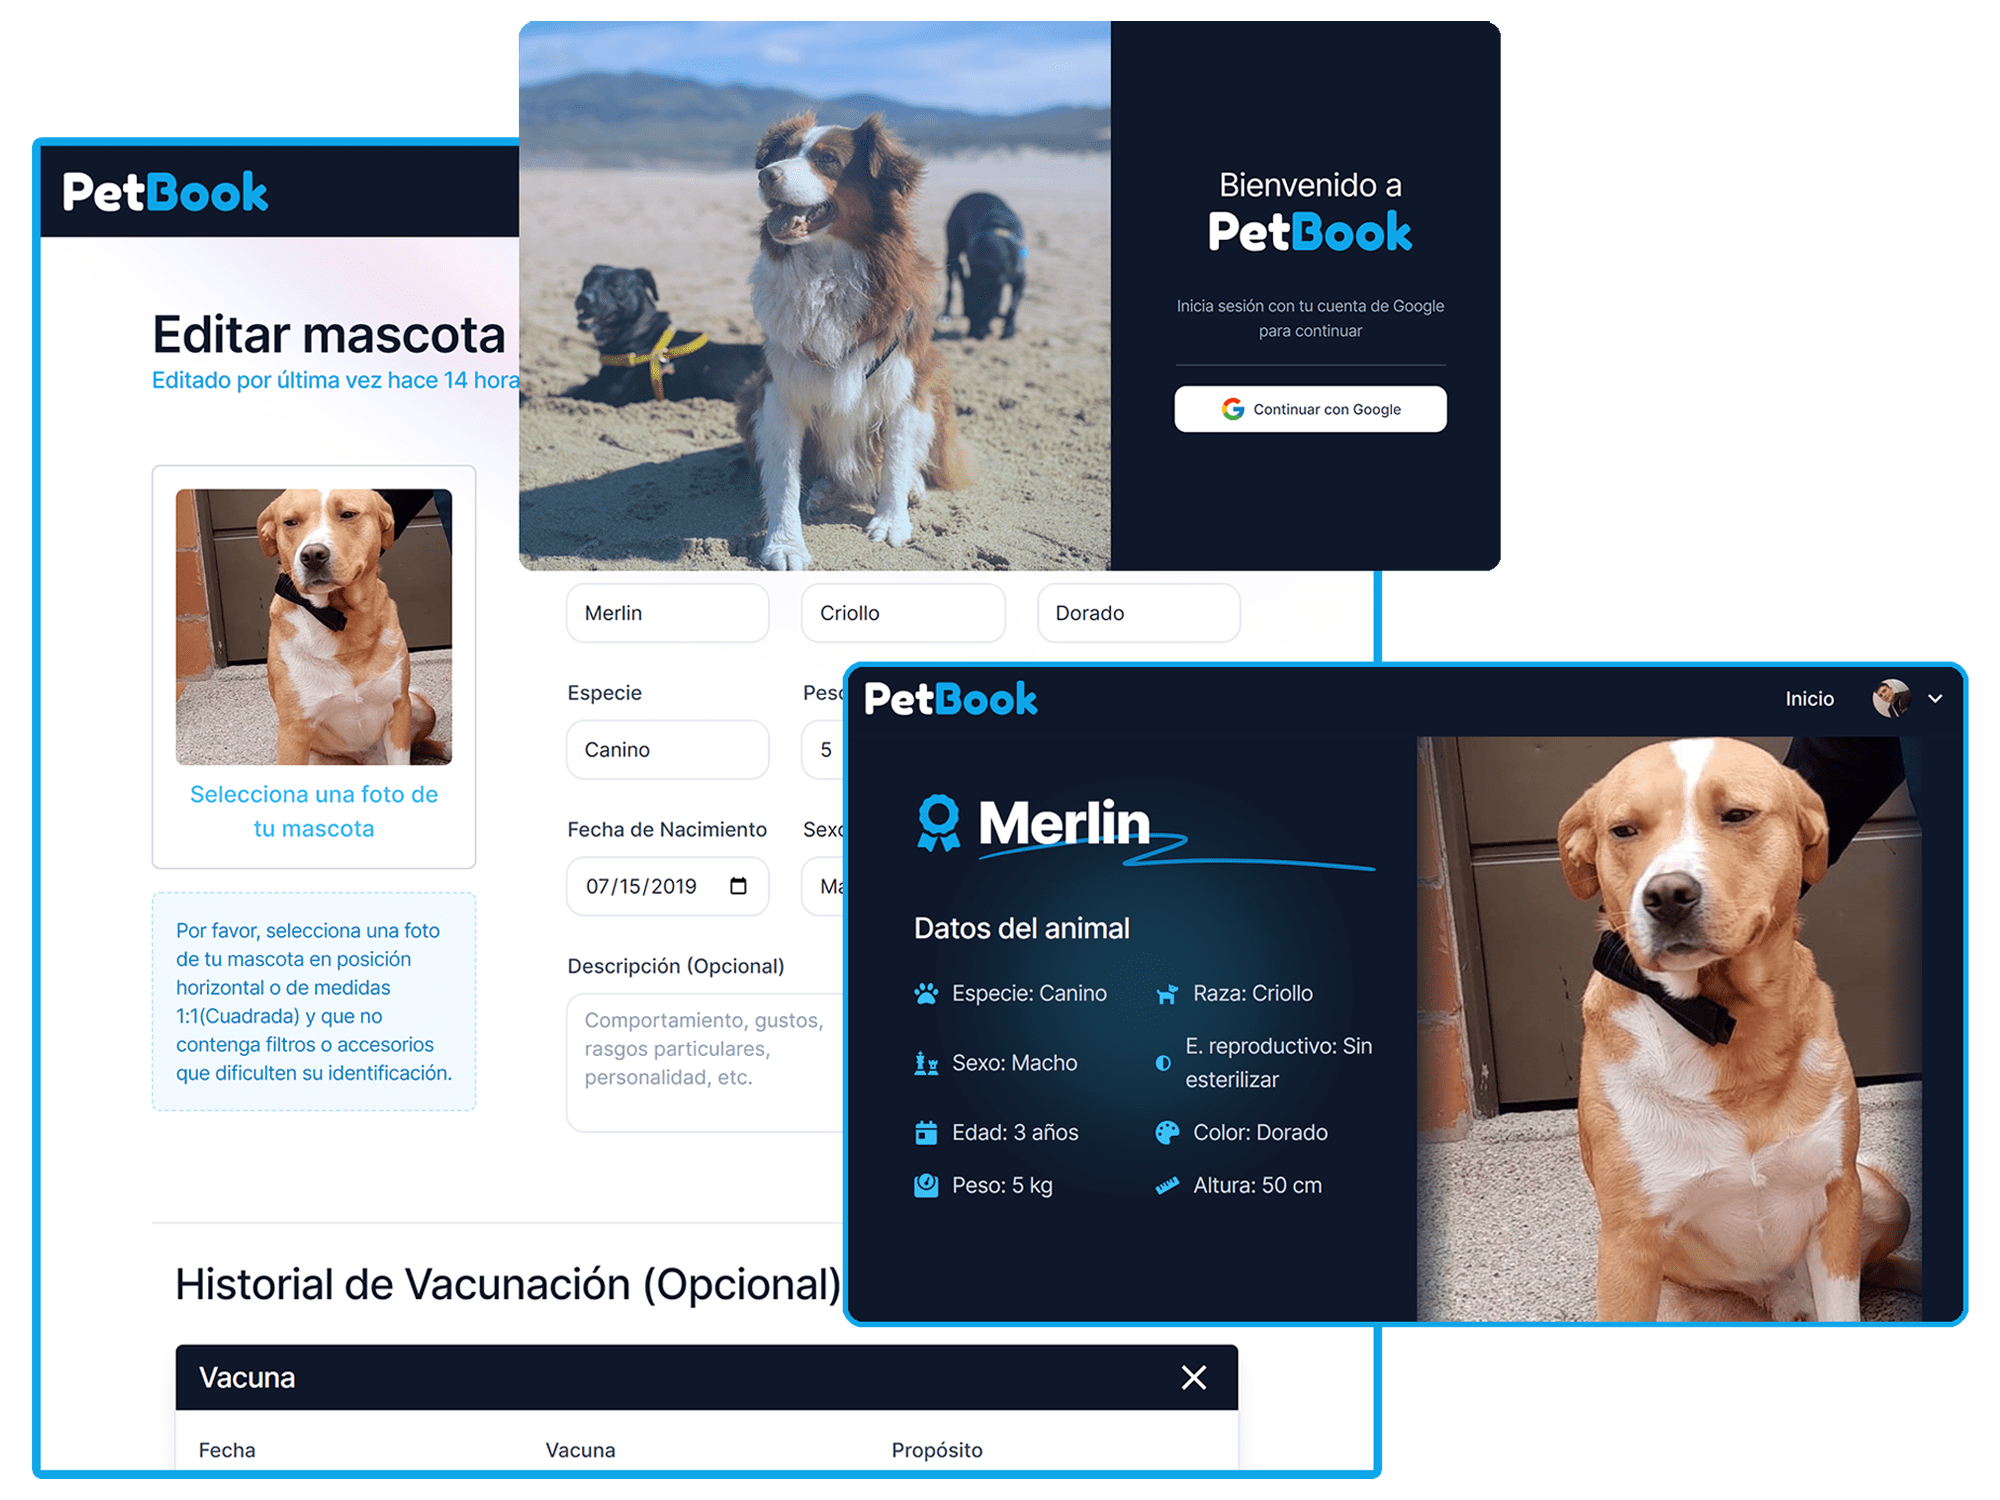 PetBook
Editar mascota
Editado por última vez hace 14 hora
Selecciona una foto de
tu mascota
Por favor, selecciona una foto
de tu mascota en posición
horizontal o de medidas
1:1(Cuadrada) y que no
contenga filtros o accesorios
que dificulten su identificación.
Bienvenido a
PetBook
Inicia sesión con tu cuenta de Google
para continuar
Continuar con Google
Merlin
Criollo
Dorado
Especie
Canino
5
Fecha de Nacimiento
07/15/2019
Descripción (Opcional)
Comportamiento, gustos,
rasgos particulares,
personalidad, etc.
PetBook
Inicio
Merlin
Datos del animal
Especie: Canino
Raza: Criollo
Sexo: Macho
E. reproductivo: Sin
esterilizar
Edad: 3 años
Color: Dorado
Peso: 5 kg
Altura: 50 cm
Historial de Vacunación (Opcional)
Vacuna
Fecha
Vacuna
Propósito